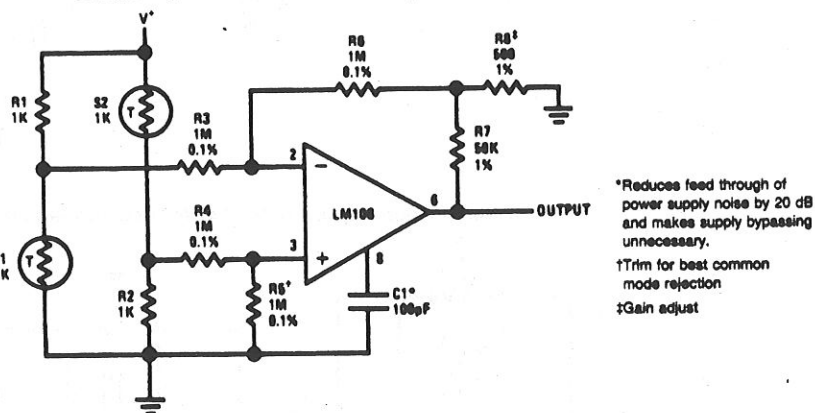 V+
R1
1K
S2
1K
T
R3
1M
0.1%
R6
1M
0.1%
R8‡
500
1%
R7
50K
1%
2
−
LM108
6
OUTPUT
R4
1M
0.1%
3
+
8
1
K
T
R2
1K
R5†
1M
0.1%
C1*
100pF
*Reduces feed through of
power supply noise by 20 dB
and makes supply bypassing
unnecessary.
†Trim for best common
mode rejection
‡Gain adjust